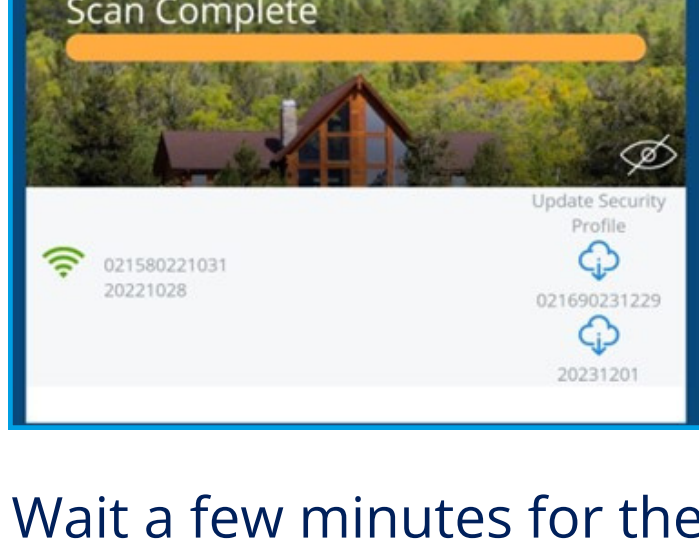 Scan Complete
Update Security
Profile
021580221031
20221028
021690231229
20231201
Wait a few minutes for the